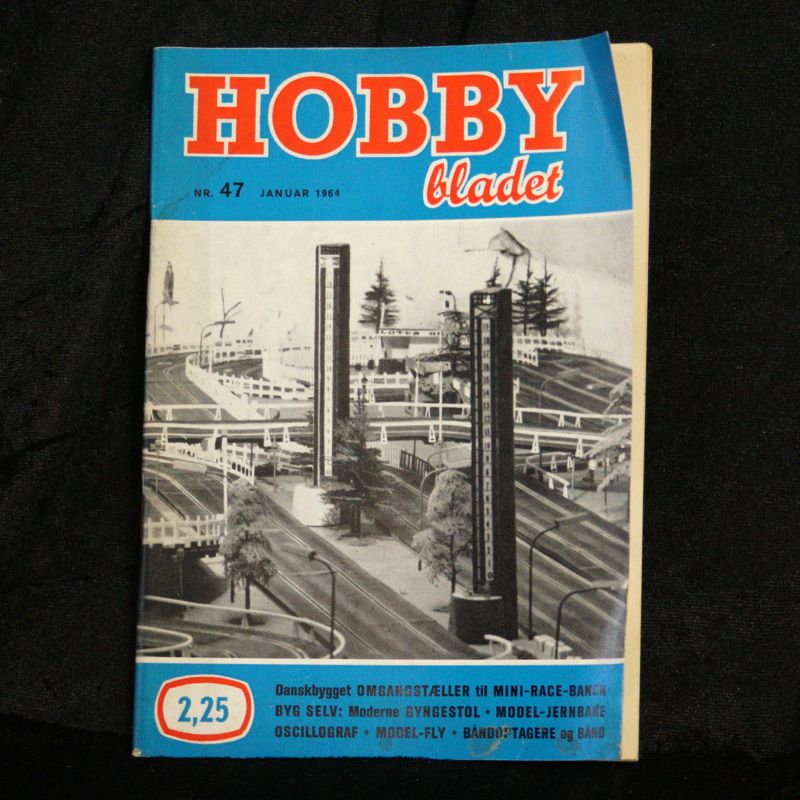 HOBBY
bladet
NR. 47 JANUAR 1964
2,25
Danskbygget OMGANGSTÆLLER til MINI-RACE-BANEN
BYG SELV: Moderne GYNGESTOL * MODEL-JERNBANE
OSCILLOGRAF * MODEL-FLY * BÅNDOPTAGERE og BÅND